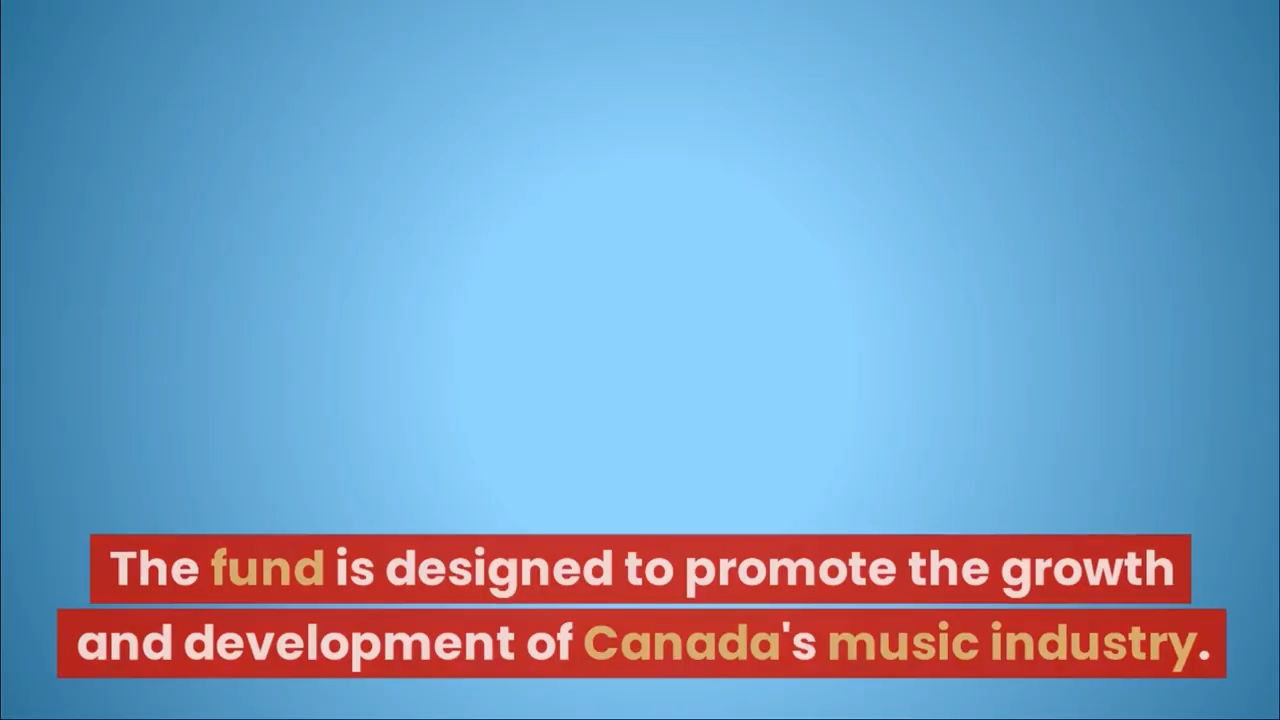 The fund is designed to promote the growth
and development of Canada's music industry.